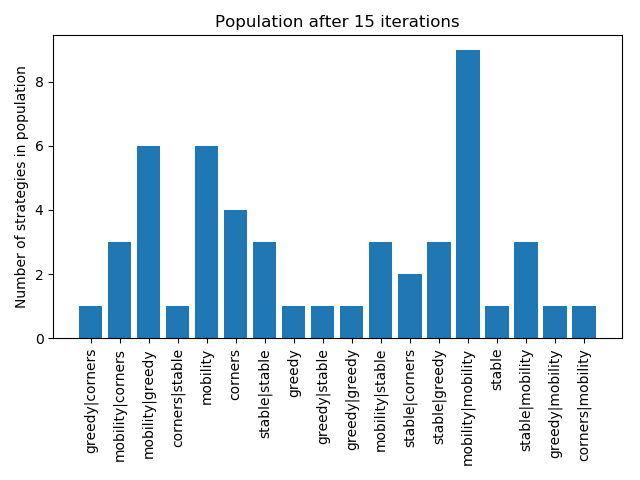 Population after 15 iterations
Number of strategies in population
8
6
4
2
0
greedy|corners
mobility|corners
mobility|greedy
corners|stable
mobility
corners
stable|stable
greedy
greedy|stable
greedy|greedy
mobility|stable
stable|corners
stable|greedy
mobility|mobility
stable
stable|mobility
greedy|mobility
corners|mobility